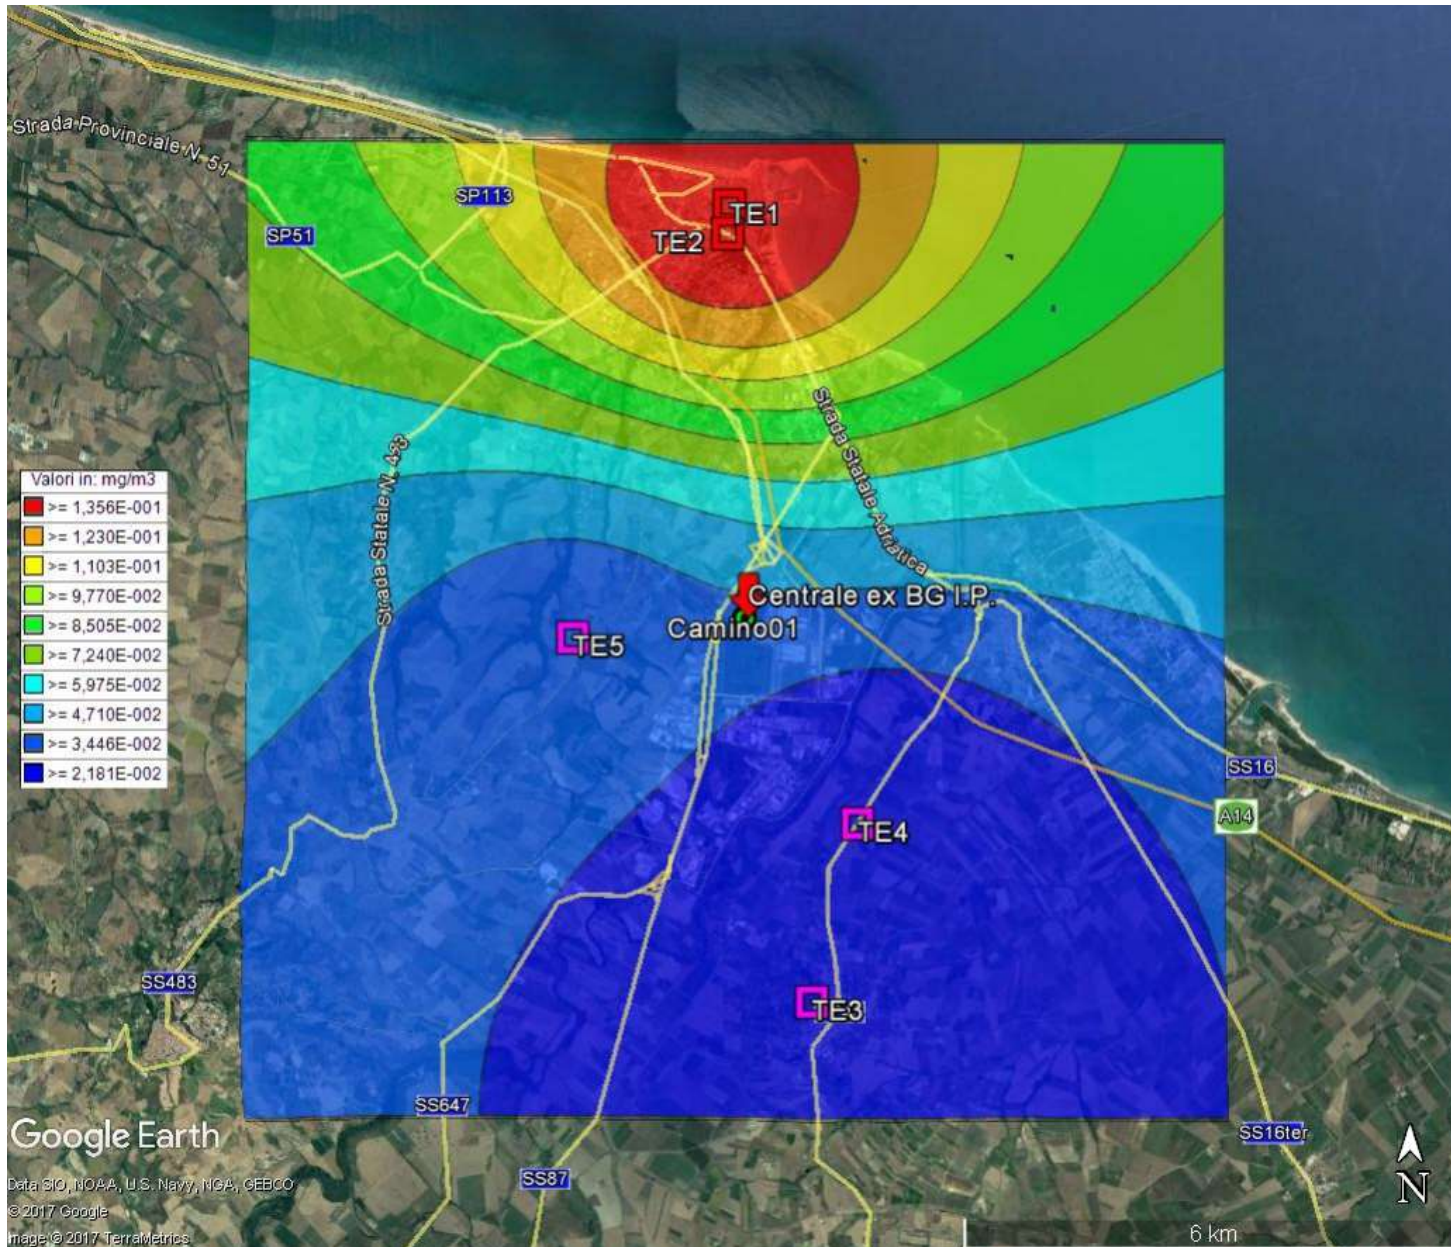 Strada Provinciale N. 51
SP113
SP51
TE1
TE2
Strada Statale N. 483
Strada Statale Adriatica
Valori in: mg/m3
>= 1,356E-001
>= 1,230E-001
>= 1,103E-001
>= 9,770E-002
>= 8,505E-002
>= 7,240E-002
>= 5,975E-002
>= 4,710E-002
>= 3,446E-002
>= 2,181E-002
Centrale ex BG I.P.
Camino01
TE5
SS16
A14
TE4
SS483
TE3
SS647
SS16ter
SS87
Google Earth
Data SIO, NOAA, U.S. Navy, NGA, GEBCO
© 2017 Google
Image © 2017 TerraMetrics
N
6 km